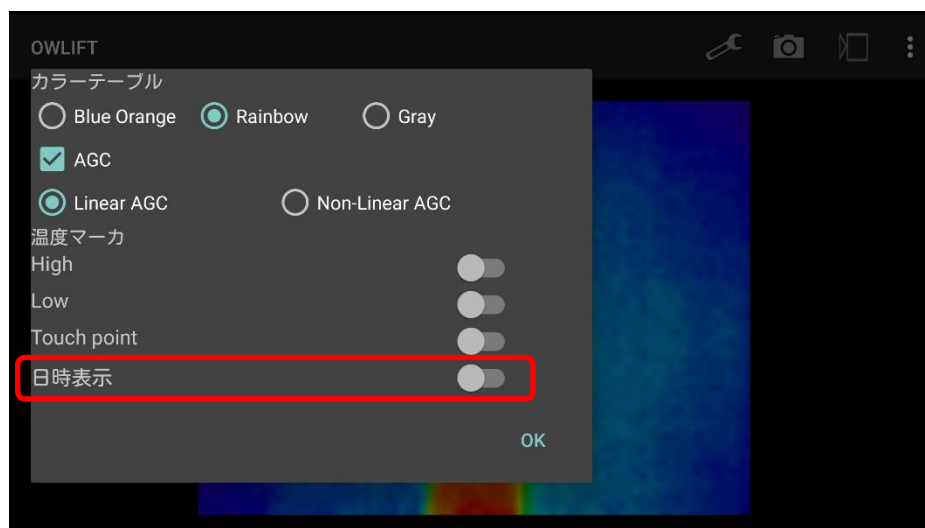 OWLIFT
カラーテーブル
Blue Orange Rainbow Gray
AGC
Linear AGC Non-Linear AGC
温度マーカ
High
Low
Touch point
日時表示
OK